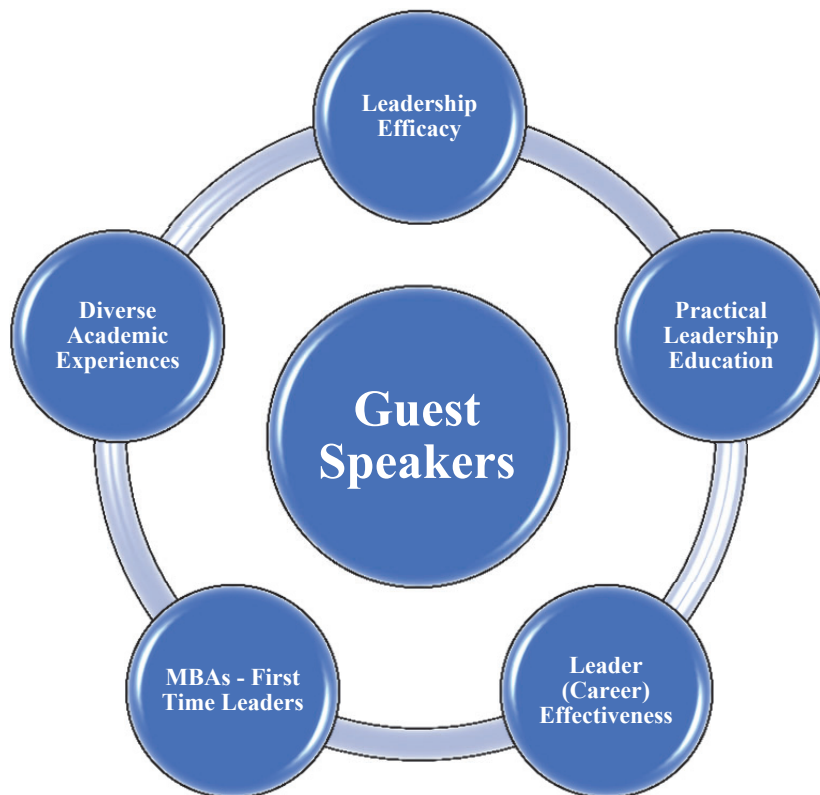 Leadership
Efficacy
Diverse
Academic
Experiences
Practical
Leadership
Education
Guest
Speakers
MBAs - First
Time Leaders
Leader
(Career)
Effectiveness